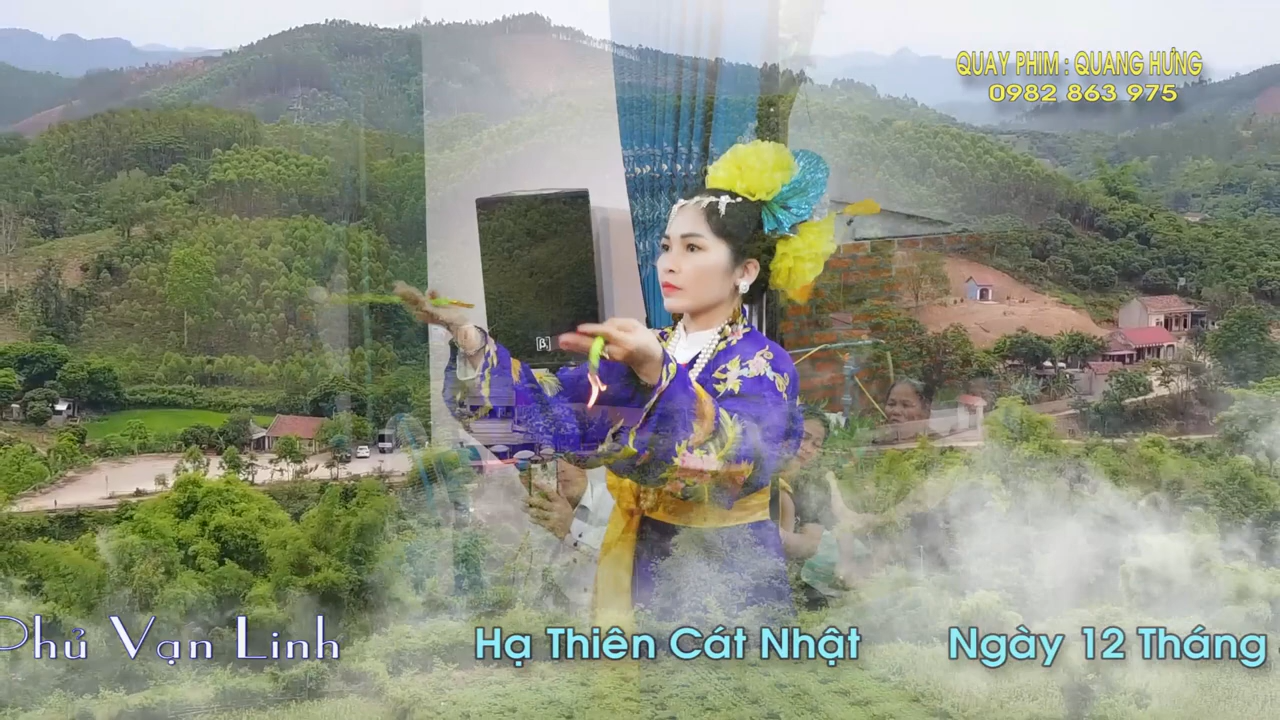 QUAY PHIM : QUANG HƯNG
0982 863 975
Phủ Vạn Linh Hạ Thiên Cát Nhật Ngày 12 Tháng